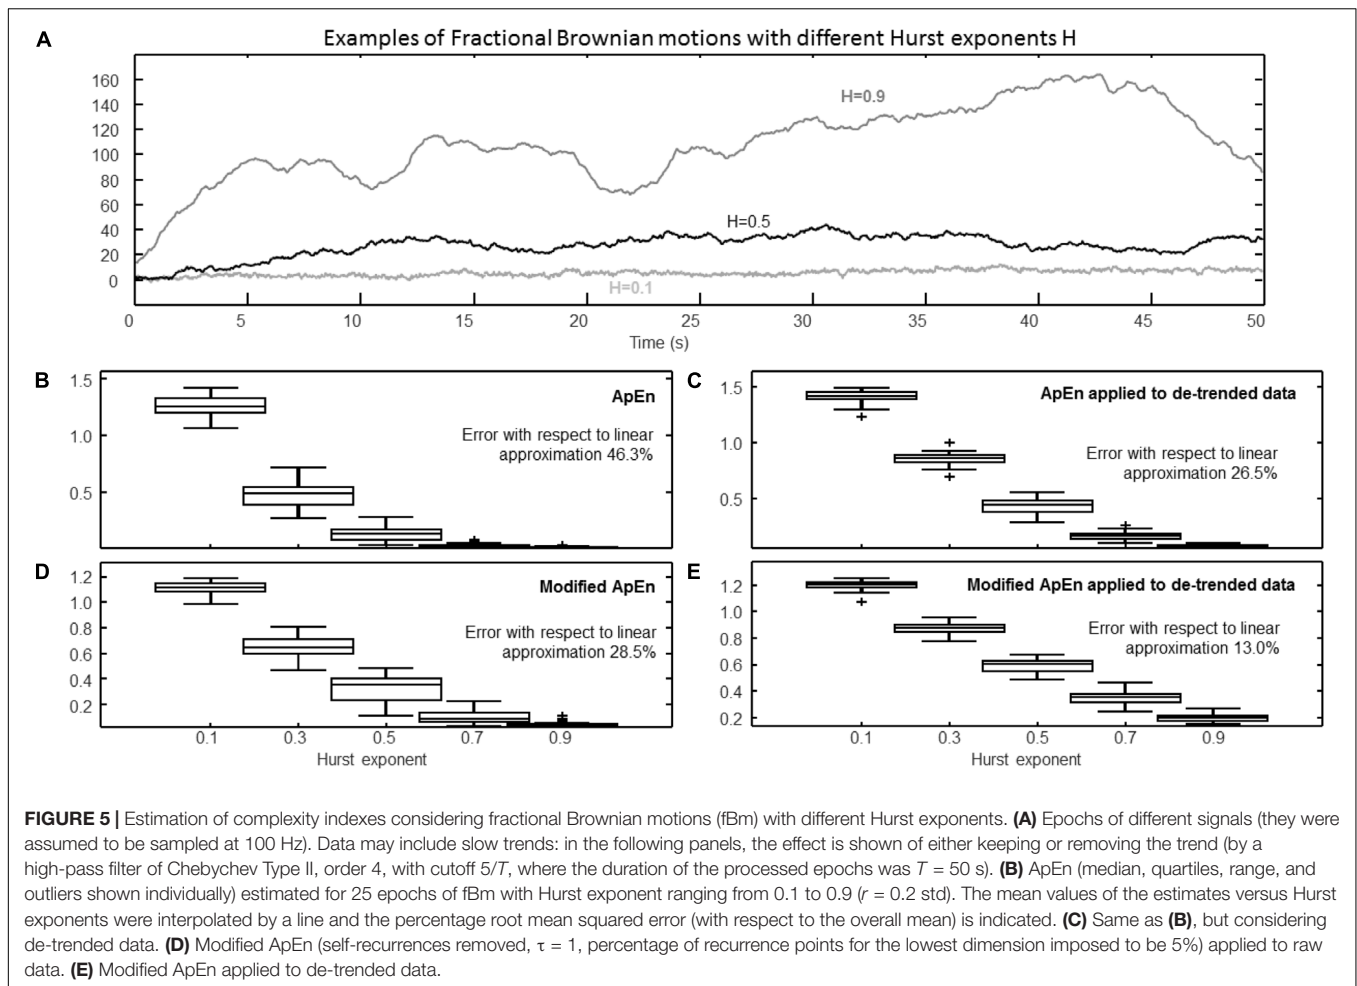 A
Examples of Fractional Brownian motions with different Hurst exponents H
160
140
120
100
80
60
40
20
0
H=0.9
H=0.5
H=0.1
0 5 10 15 20 25 30 35 40 45 50
Time (s)
B
1.5
1.0
0.5
ApEn
Error with respect to linear
approximation 46.3%
C
1.5
1.0
0.5
ApEn applied to de-trended data
Error with respect to linear
approximation 26.5%
D
1.2
1.0
0.8
0.6
0.4
0.2
Modified ApEn
Error with respect to linear
approximation 28.5%
0.1 0.3 0.5 0.7 0.9
Hurst exponent
E
1.2
1.0
0.8
0.6
0.4
0.2
Modified ApEn applied to de-trended data
Error with respect to linear
approximation 13.0%
0.1 0.3 0.5 0.7 0.9
Hurst exponent
FIGURE 5 | Estimation of complexity indexes considering fractional Brownian motions (fBm) with different Hurst exponents. (A) Epochs of different signals (they were
assumed to be sampled at 100 Hz). Data may include slow trends: in the following panels, the effect is shown of either keeping or removing the trend (by a
high-pass filter of Chebychev Type II, order 4, with cutoff 5/T, where the duration of the processed epochs was T = 50 s). (B) ApEn (median, quartiles, range, and
outliers shown individually) estimated for 25 epochs of fBm with Hurst exponent ranging from 0.1 to 0.9 (r = 0.2 std). The mean values of the estimates versus Hurst
exponents were interpolated by a line and the percentage root mean squared error (with respect to the overall mean) is indicated. (C) Same as (B), but considering
de-trended data. (D) Modified ApEn (self-recurrences removed, τ = 1, percentage of recurrence points for the lowest dimension imposed to be 5%) applied to raw
data. (E) Modified ApEn applied to de-trended data.